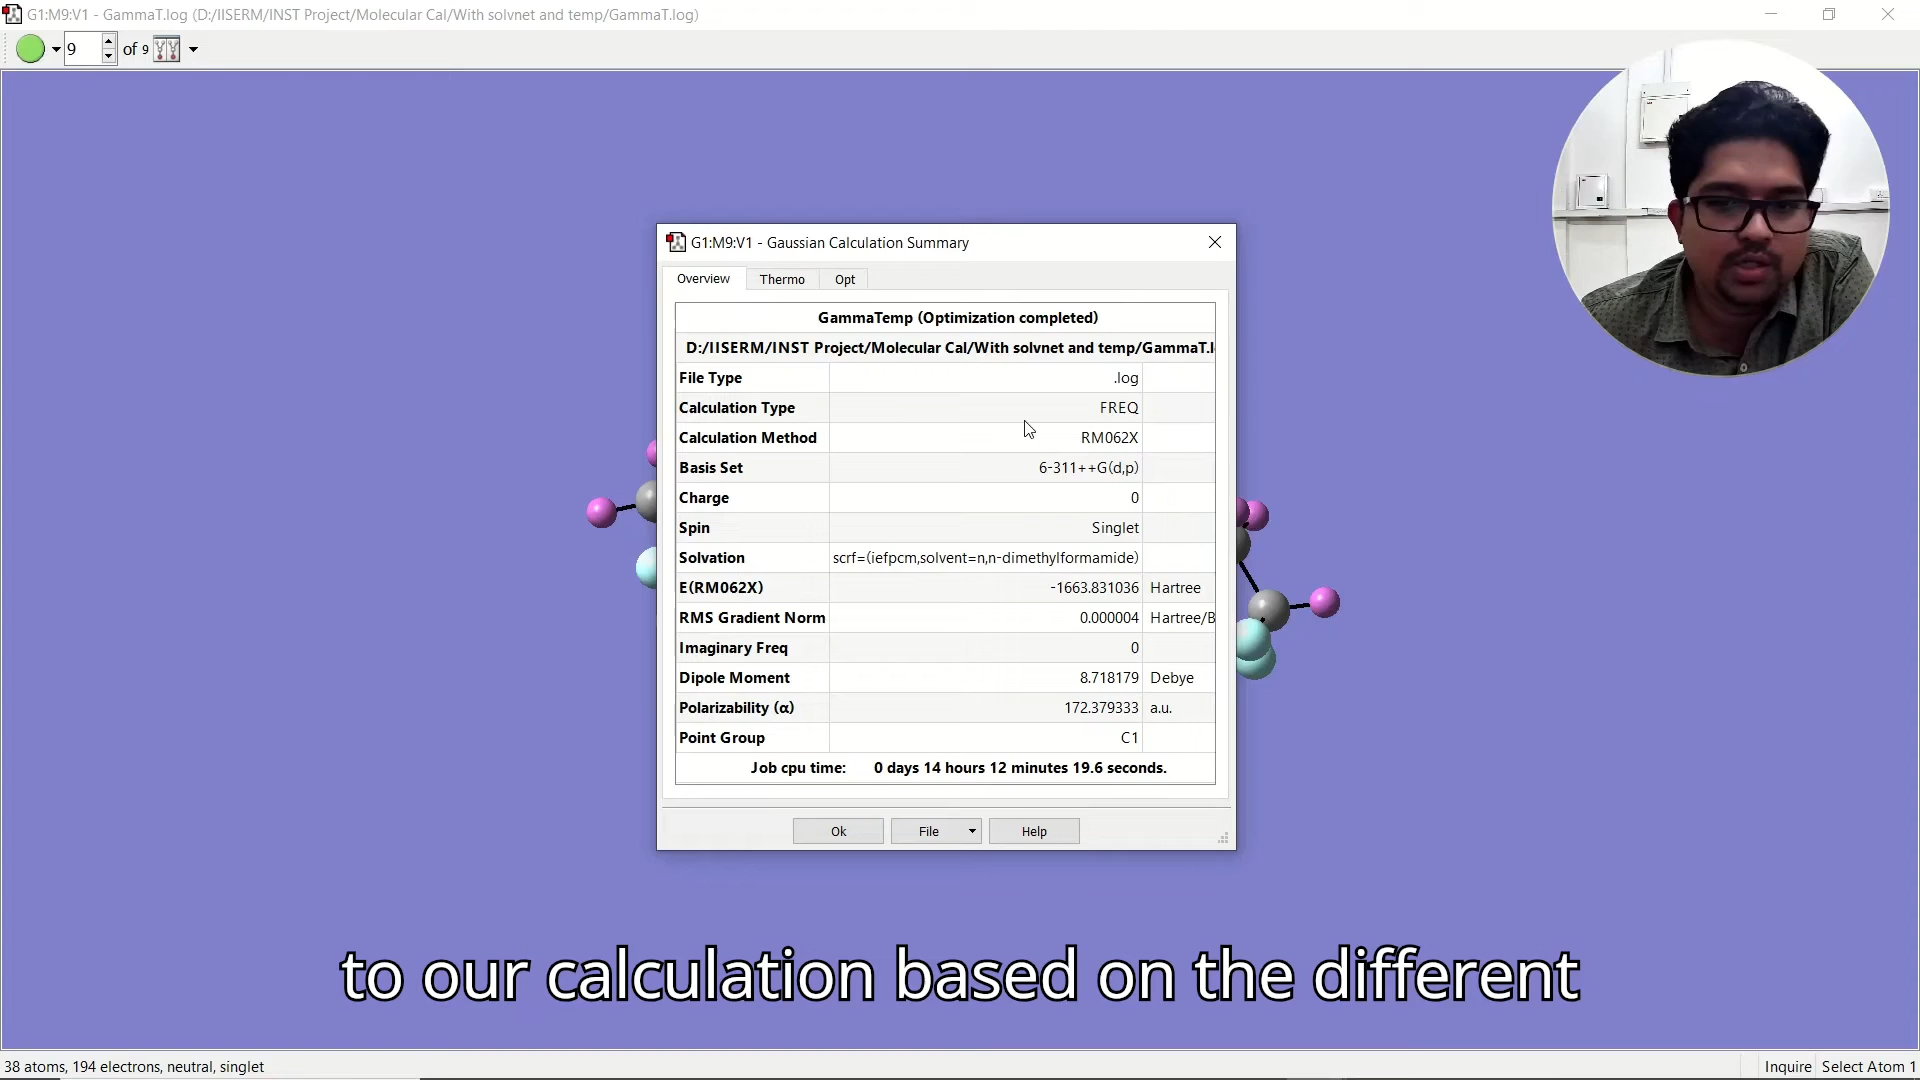 G1:M9:V1 - GammaT.log (D:/IISERM/INST Project/Molecular Cal/With solvnet and temp/GammaT.log)
9 of 9
G1:M9:V1 - Gaussian Calculation Summary
Overview Thermo Opt
GammaTemp (Optimization completed)
D:/IISERM/INST Project/Molecular Cal/With solvnet and temp/GammaT.l
File Type .log
Calculation Type FREQ
Calculation Method RM062X
Basis Set 6-311++G(d,p)
Charge 0
Spin Singlet
Solvation scrf=(iefpcm,solvent=n,n-dimethylformamide)
E(RM062X) -1663.831036 Hartree
RMS Gradient Norm 0.000004 Hartree/B
Imaginary Freq 0
Dipole Moment 8.718179 Debye
Polarizability (α) 172.379333 a.u.
Point Group C1
Job cpu time: 0 days 14 hours 12 minutes 19.6 seconds.
Ok File Help
to our calculation based on the different
38 atoms, 194 electrons, neutral, singlet Inquire Select Atom 1